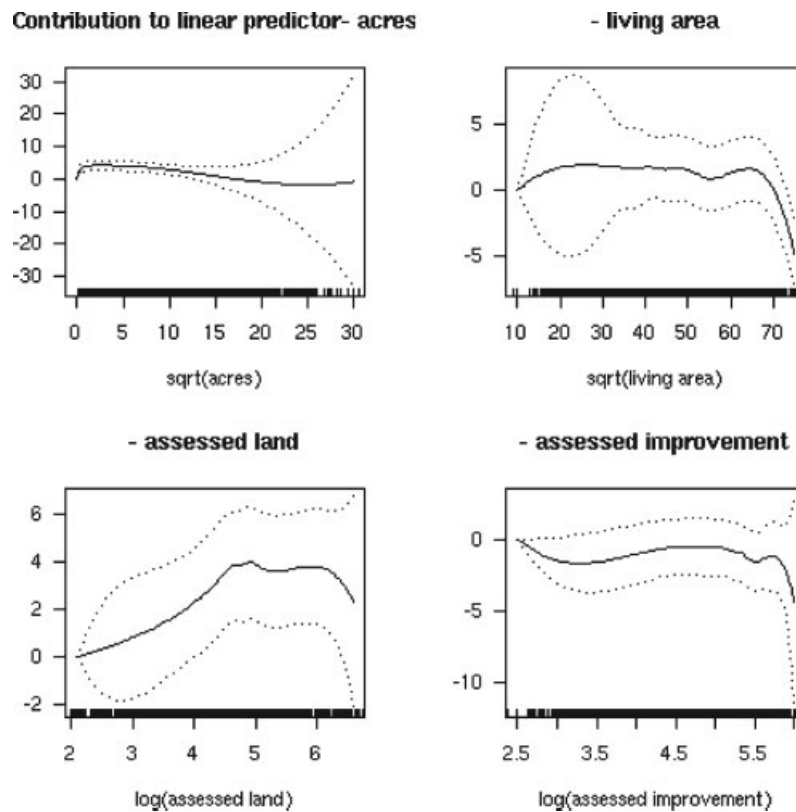 Contribution to linear predictor- acres
30
20
10
0
-10
-20
-30
0 5 10 15 20 25 30
sqrt(acres)
- living area
5
0
-5
10 20 30 40 50 60 70
sqrt(living area)
- assessed land
6
4
2
0
-2
2 3 4 5 6
log(assessed land)
- assessed improvement
0
-5
-10
2.5 3.5 4.5 5.5
log(assessed improvement)